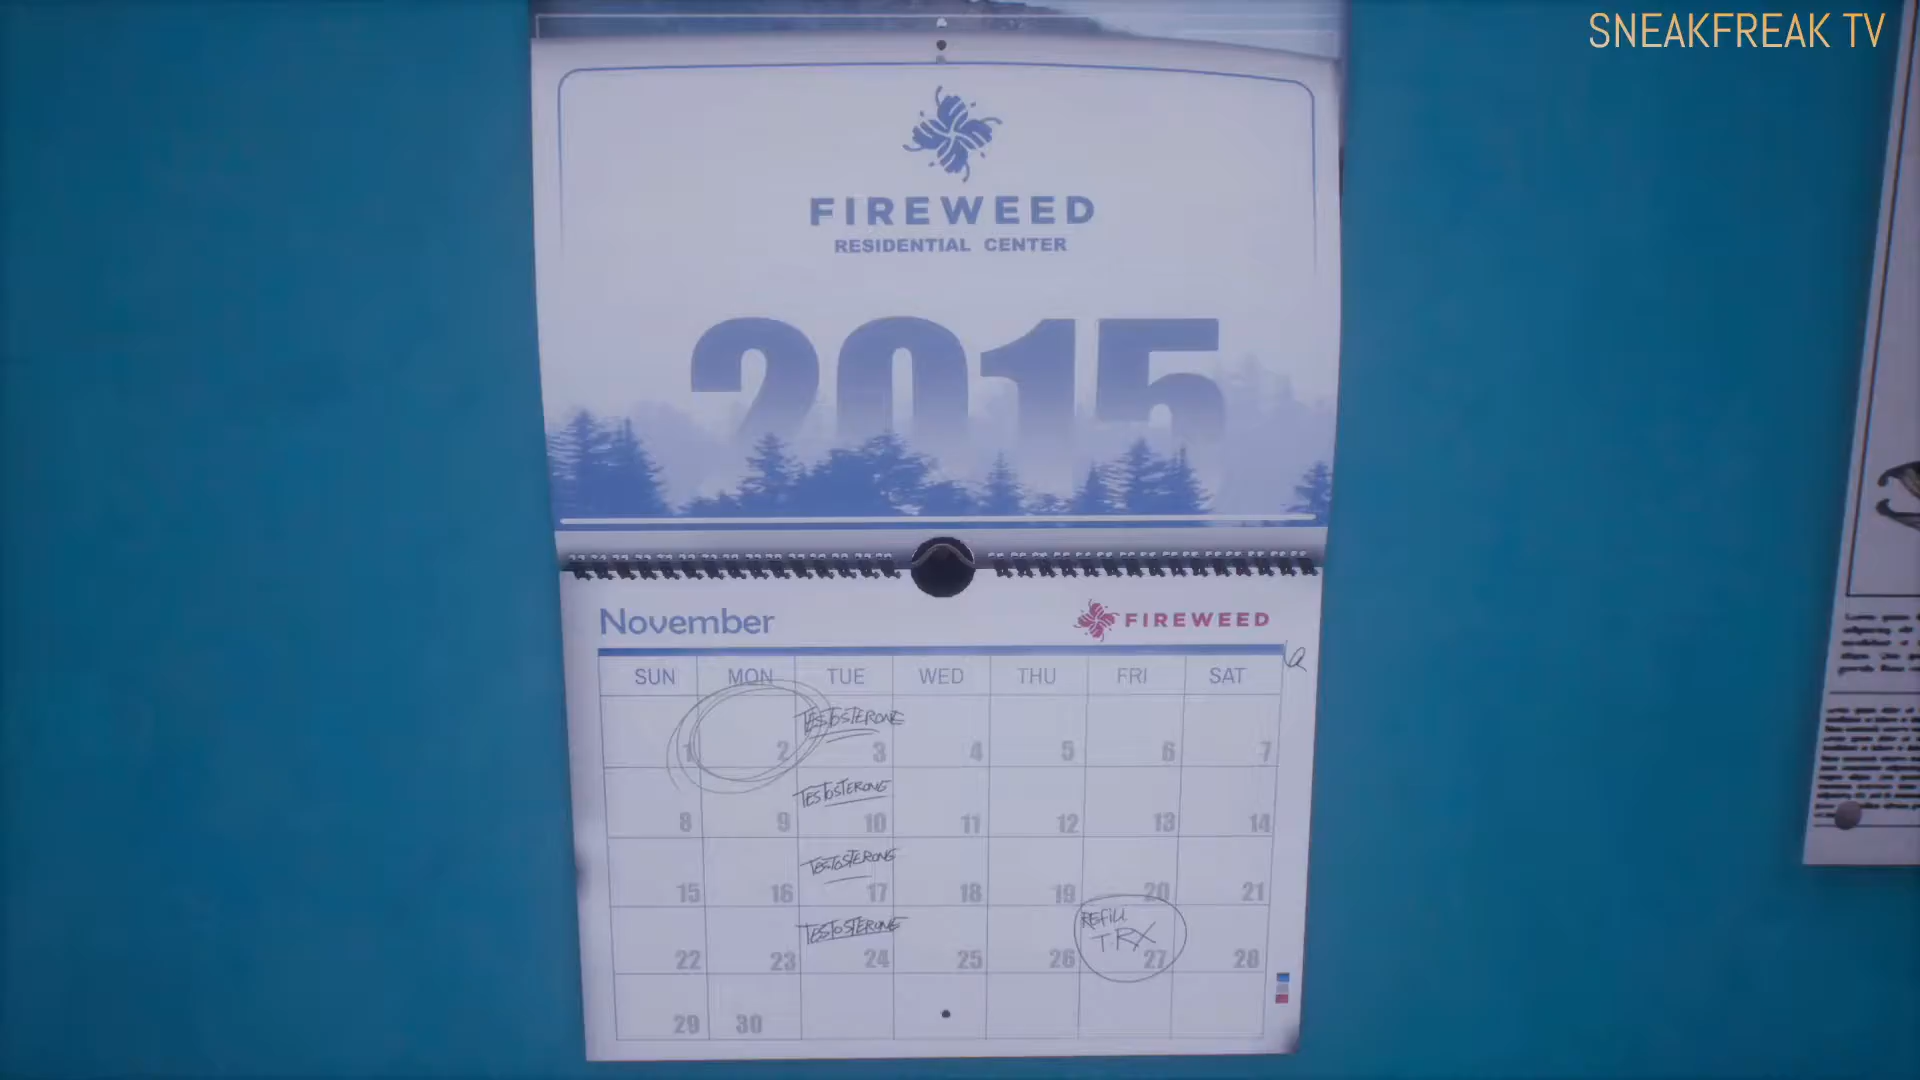 SNEAKFREAK TV
FIREWEED
RESIDENTIAL CENTER
2015
November
FIREWEED
SUN MON TUE WED THU FRI SAT
TESTOSTERONE
1 2 3 4 5 6 7
TESTOSTERONE
8 9 10 11 12 13 14
TESTOSTERONE
15 16 17 18 19 20 21
TESTOSTERONE
REFILL
T-RX
22 23 24 25 26 27 28
29 30